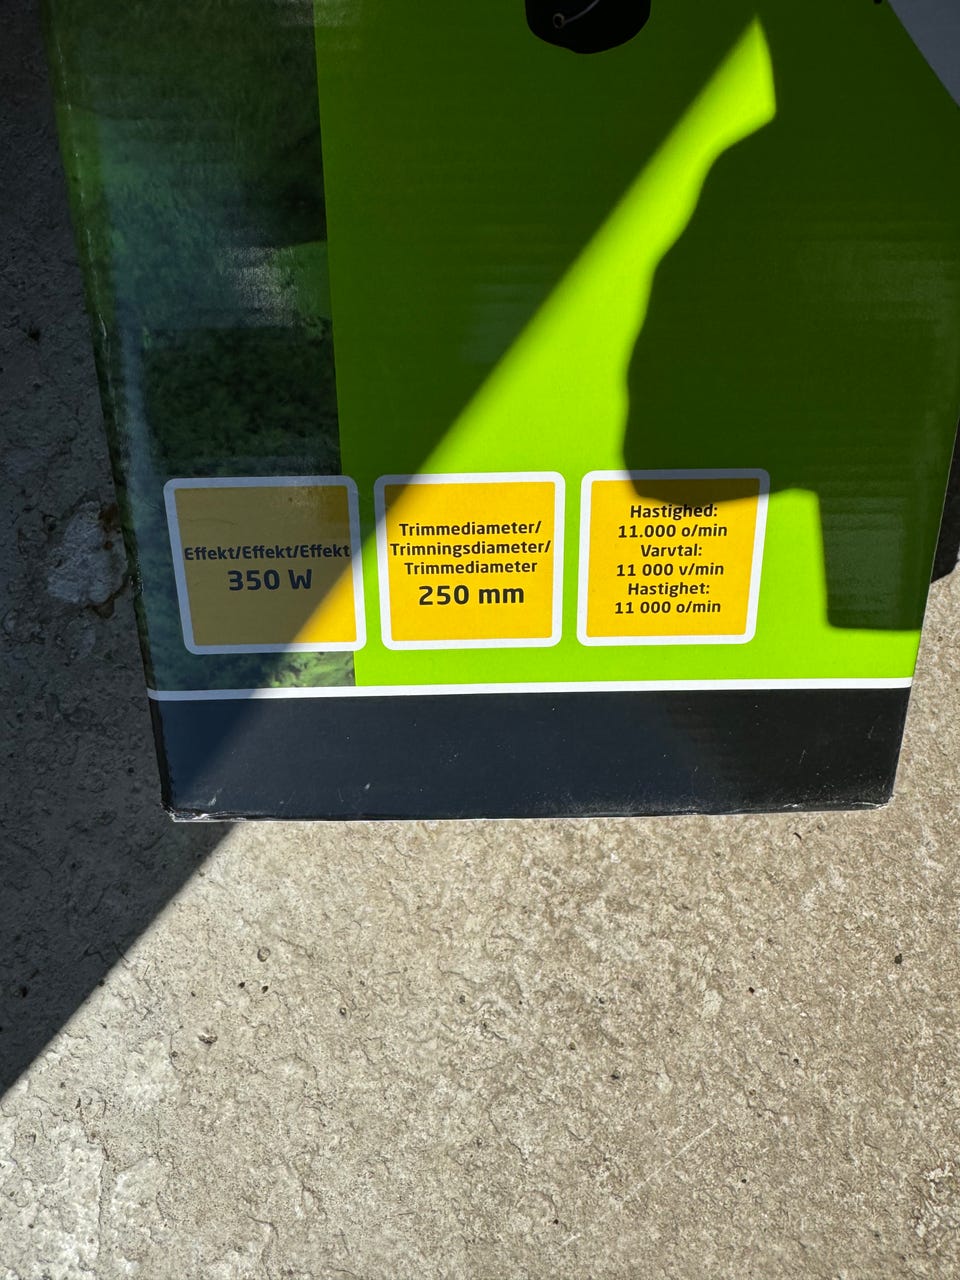 Effekt/Effekt/Effekt
350 W
Trimmediameter/
Trimningsdiameter/
Trimmediameter
250 mm
Hastighed:
11.000 o/min
Varvtal:
11 000 v/min
Hastighet:
11 000 o/min